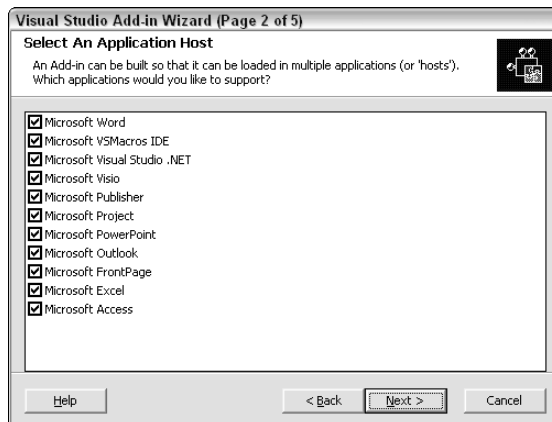 Visual Studio Add-in Wizard (Page 2 of 5)
Select An Application Host
An Add-in can be built so that it can be loaded in multiple applications (or 'hosts').
Which applications would you like to support?
Microsoft Word
Microsoft VSMacros IDE
Microsoft Visual Studio .NET
Microsoft Visio
Microsoft Publisher
Microsoft Project
Microsoft PowerPoint
Microsoft Outlook
Microsoft FrontPage
Microsoft Excel
Microsoft Access
Help
< Back
Next >
Cancel